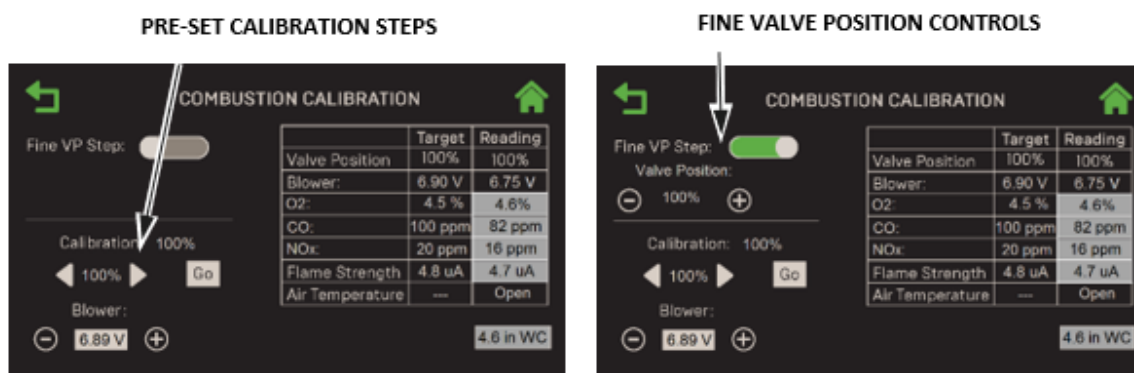 PRE-SET CALIBRATION STEPS
COMBUSTION CALIBRATION
Fine VP Step:
Calibration: 100%
100% Go
Blower:
6.89 V
Target Reading
Valve Position 100% 100%
Blower: 6.90 V 6.75 V
O2: 4.5 % 4.6%
CO: 100 ppm 82 ppm
NOx: 20 ppm 16 ppm
Flame Strength 4.8 uA 4.7 uA
Air Temperature --- Open
4.6 in WC
FINE VALVE POSITION CONTROLS
COMBUSTION CALIBRATION
Fine VP Step:
Valve Position:
100%
Calibration: 100%
100% Go
Blower:
6.89 V
Target Reading
Valve Position 100% 100%
Blower: 6.90 V 6.75 V
O2: 4.5 % 4.6%
CO: 100 ppm 82 ppm
NOx: 20 ppm 16 ppm
Flame Strength 4.8 uA 4.7 uA
Air Temperature --- Open
4.6 in WC